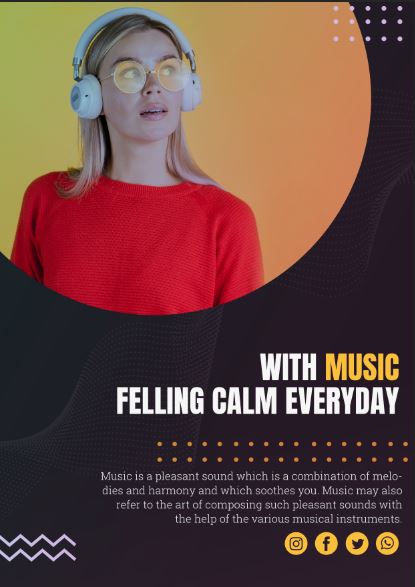 WITH MUSIC
FELLING CALM EVERYDAY
Music is a pleasant sound which is a combination of melo-
dies and harmony and which soothes you. Music may also
refer to the art of composing such pleasant sounds with
the help of the various musical instruments.